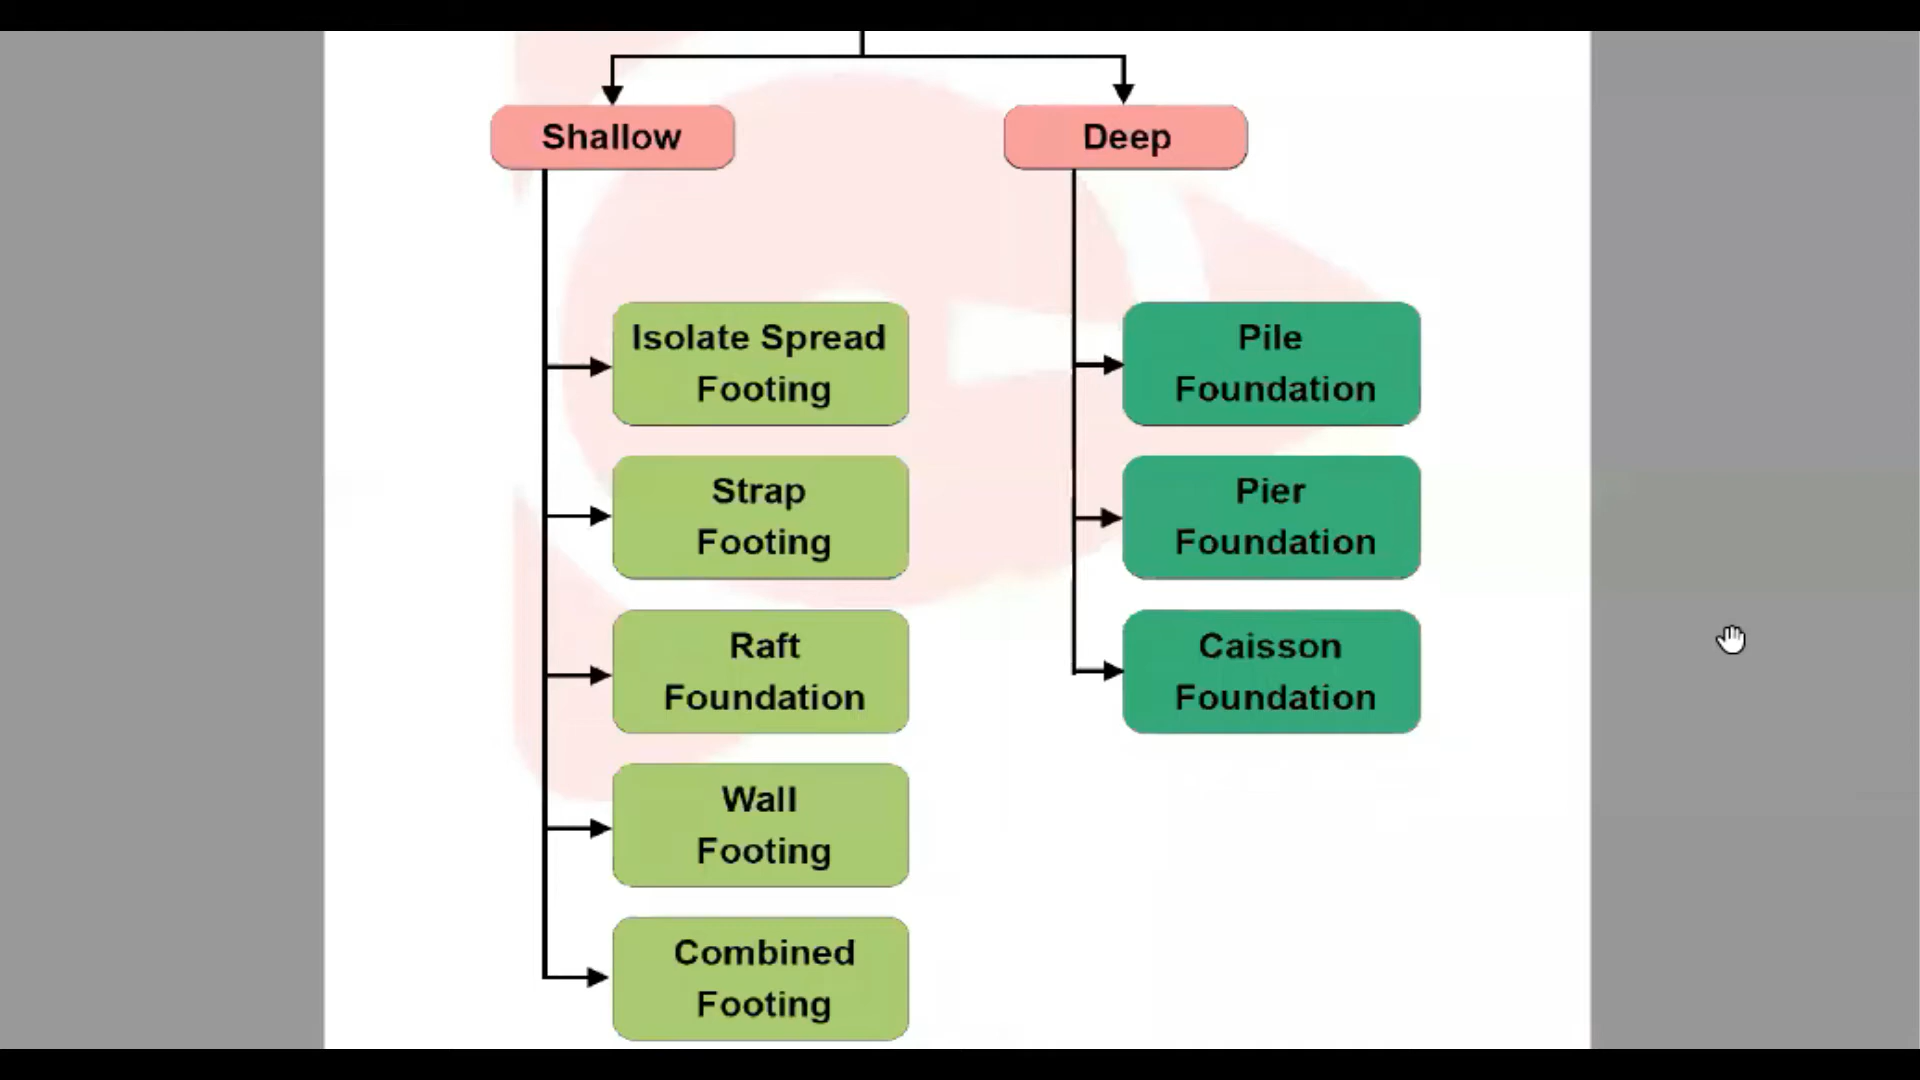 Shallow
Deep
Isolate Spread
Footing
Strap
Footing
Raft
Foundation
Wall
Footing
Combined
Footing
Pile
Foundation
Pier
Foundation
Caisson
Foundation